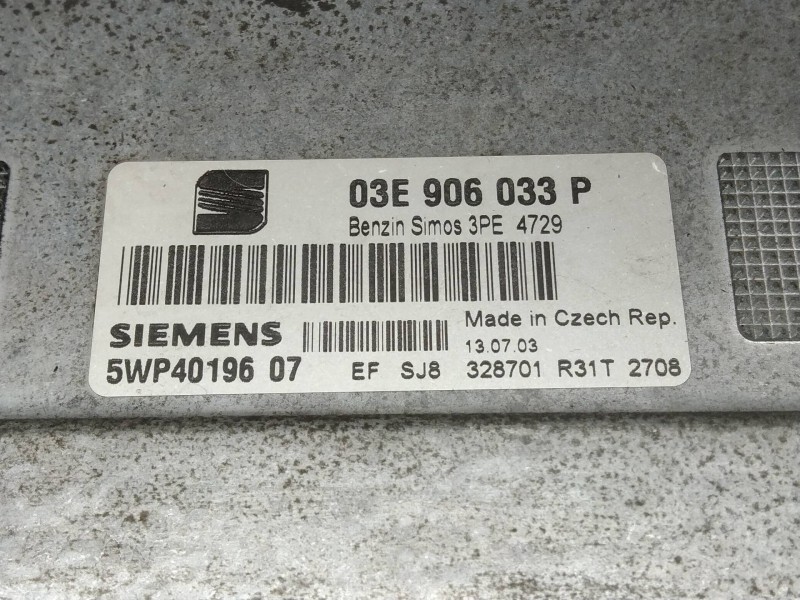 03E 906 033 P
Benzin Simos 3PE 4729
SIEMENS
Made in Czech Rep.
13.07.03
5WP40196 07
EF SJ8 328701 R31T 2708